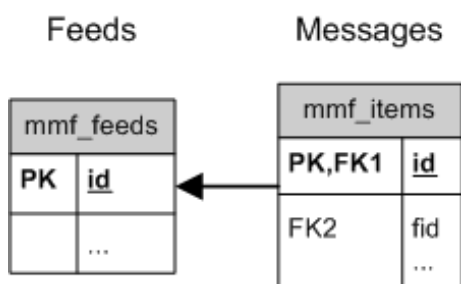 Feeds
Messages
mmf_feeds
PK id
...
mmf_items
PK,FK1 id
FK2 fid
...